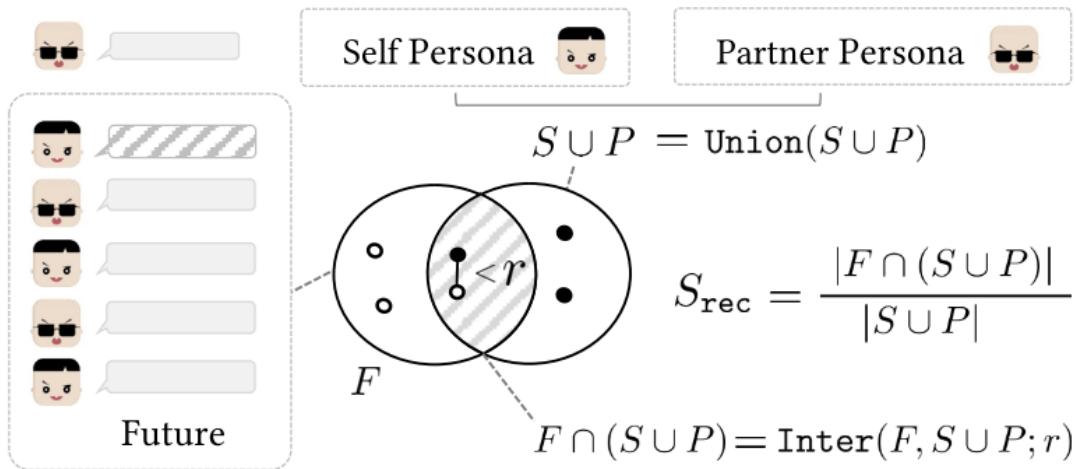 Self Persona
Partner Persona
S ∪ P = Union(S ∪ P)
< r
F
S_rec = |F ∩ (S ∪ P)| / |S ∪ P|
Future
F ∩ (S ∪ P) = Inter(F, S ∪ P; r)